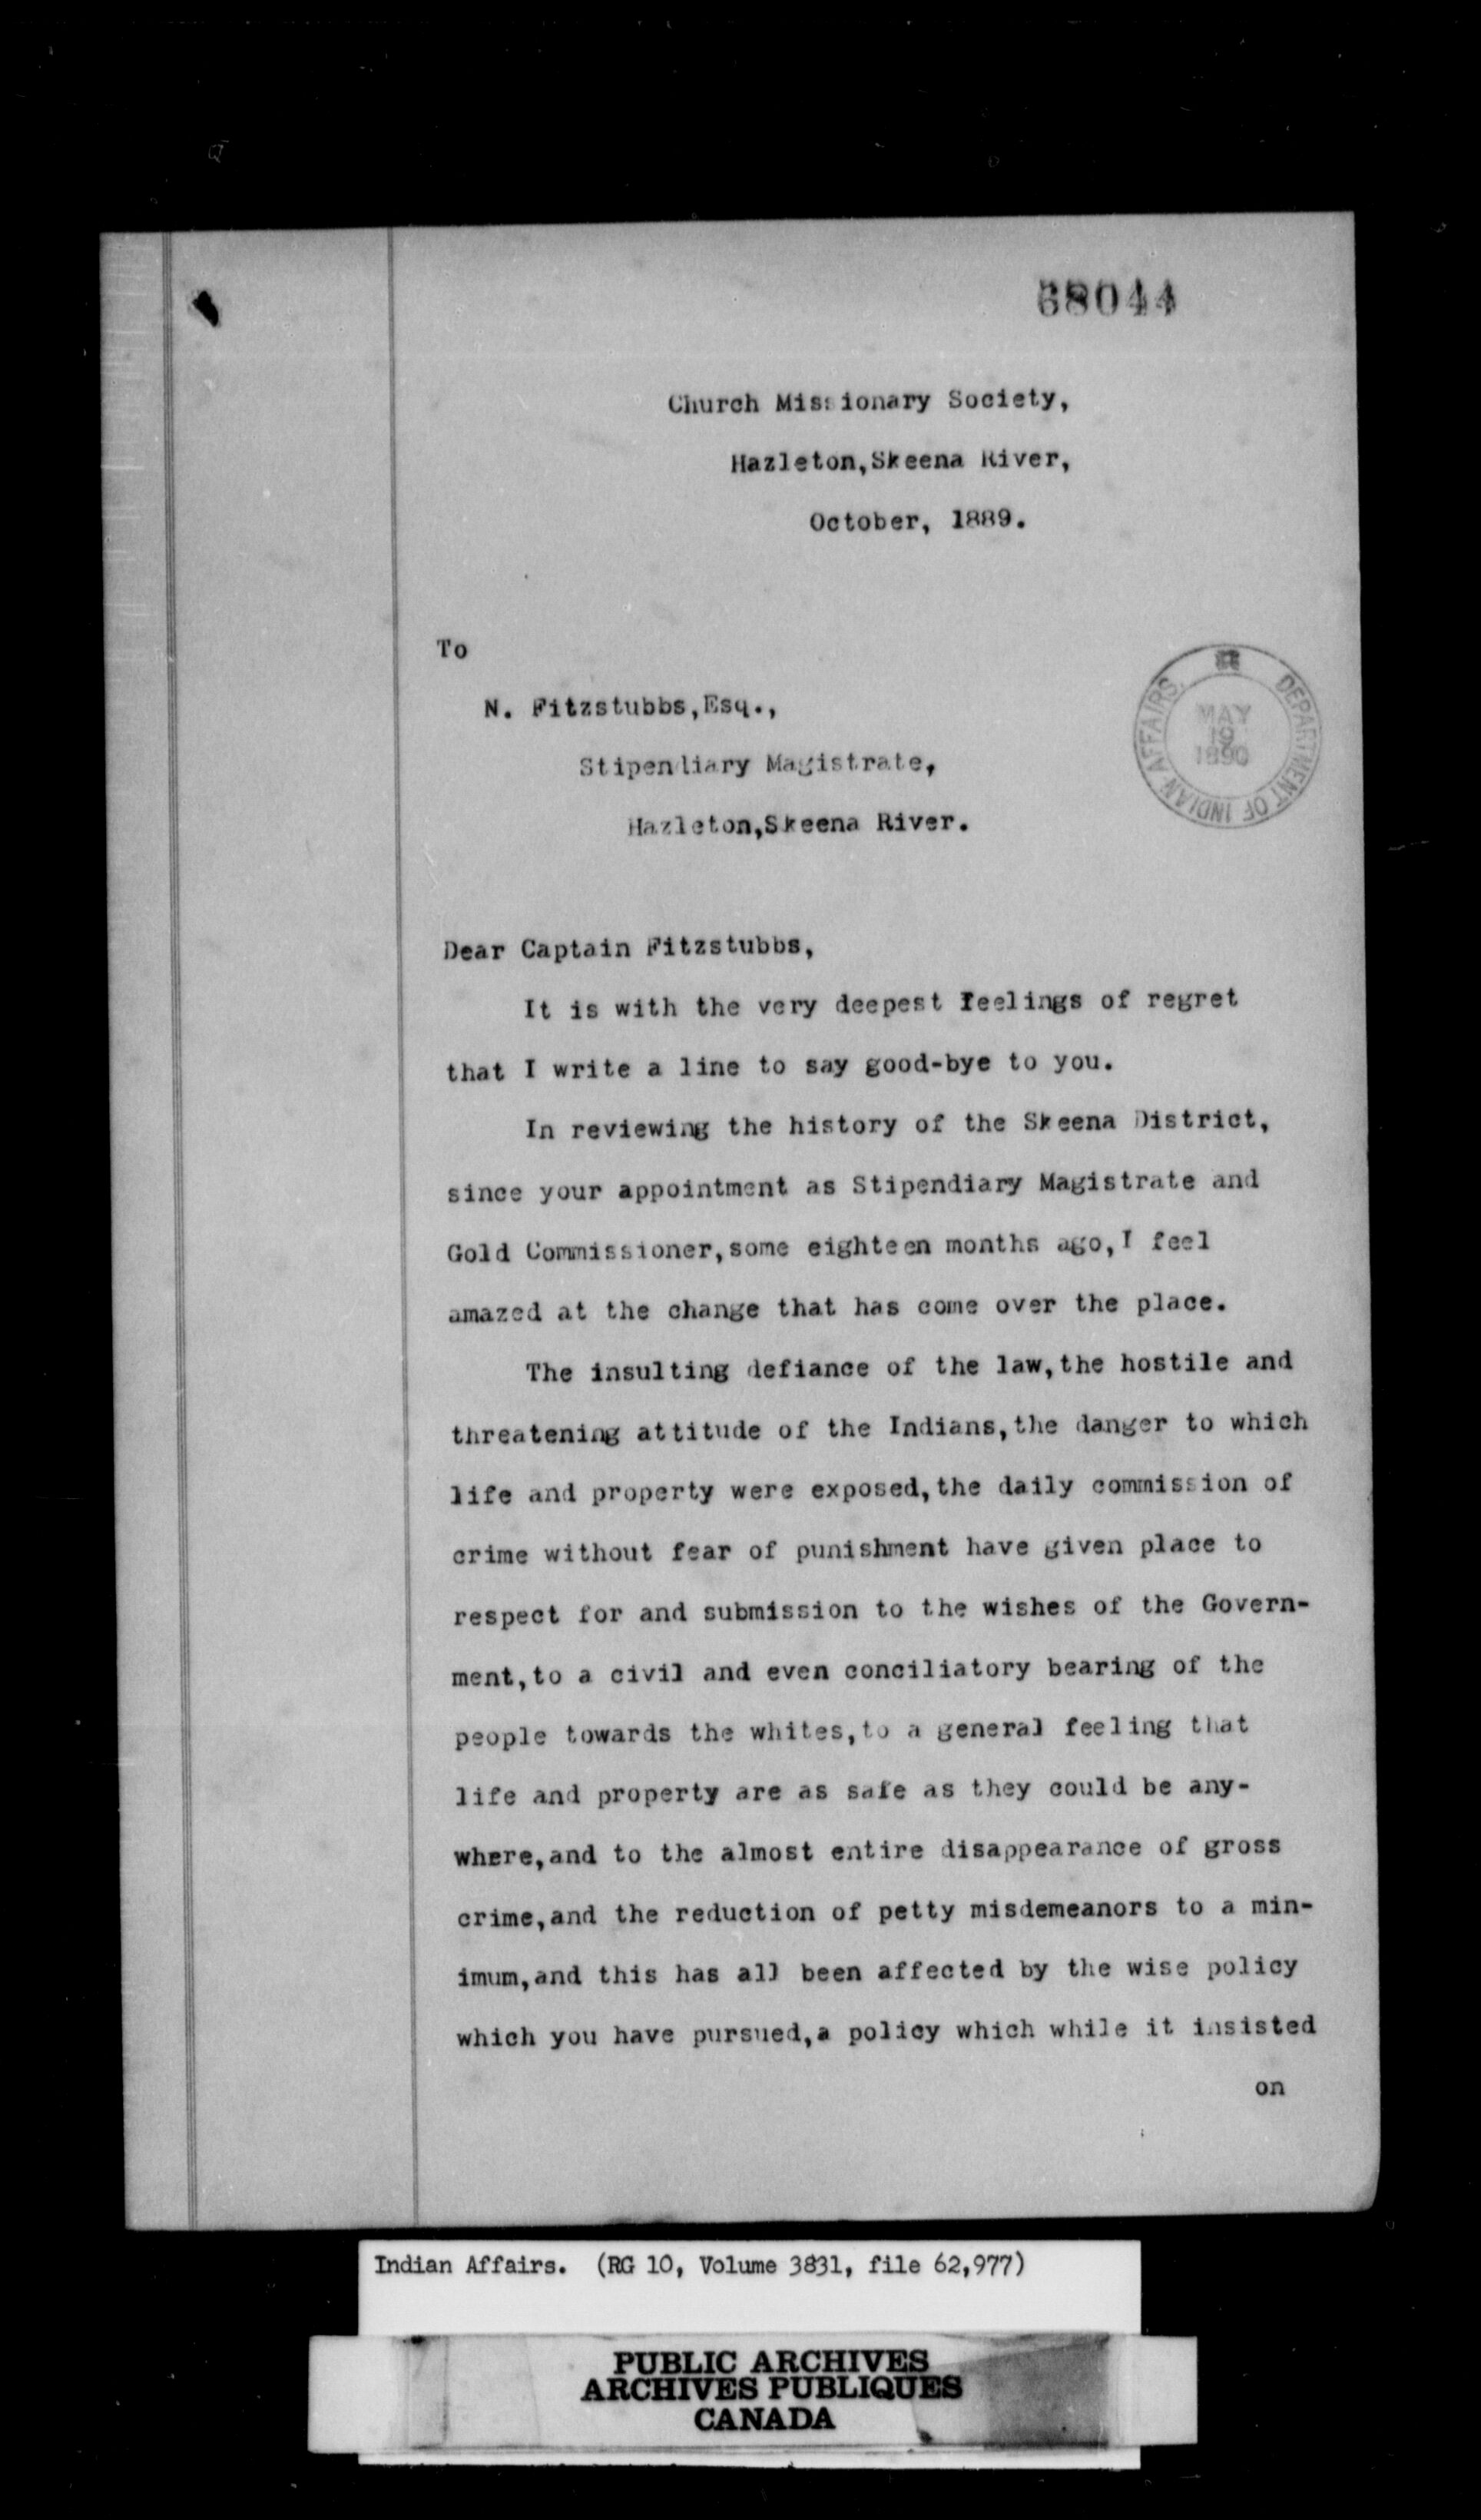 68044
Church Missionary Society,
Hazleton,Skeena River,
October, 1889.
To
N. Fitzstubbs,Esq.,
Stipendiary Magistrate,
Hazleton,Skeena River.
DEPARTMENT OF INDIAN AFFAIRS.
MAY
19
1890
Dear Captain Fitzstubbs,
It is with the very deepest feelings of regret
that I write a line to say good-bye to you.
In reviewing the history of the Skeena District,
since your appointment as Stipendiary Magistrate and
Gold Commissioner,some eighteen months ago,I feel
amazed at the change that has come over the place.
The insulting defiance of the law,the hostile and
threatening attitude of the Indians,the danger to which
life and property were exposed,the daily commission of
crime without fear of punishment have given place to
respect for and submission to the wishes of the Govern-
ment,to a civil and even conciliatory bearing of the
people towards the whites,to a general feeling that
life and property are as safe as they could be any-
where,and to the almost entire disappearance of gross
crime,and the reduction of petty misdemeanors to a min-
imum,and this has all been affected by the wise policy
which you have pursued,a policy which while it insisted
on
Indian Affairs. (RG 10, Volume 3831, file 62,977)
PUBLIC ARCHIVES
ARCHIVES PUBLIQUES
CANADA